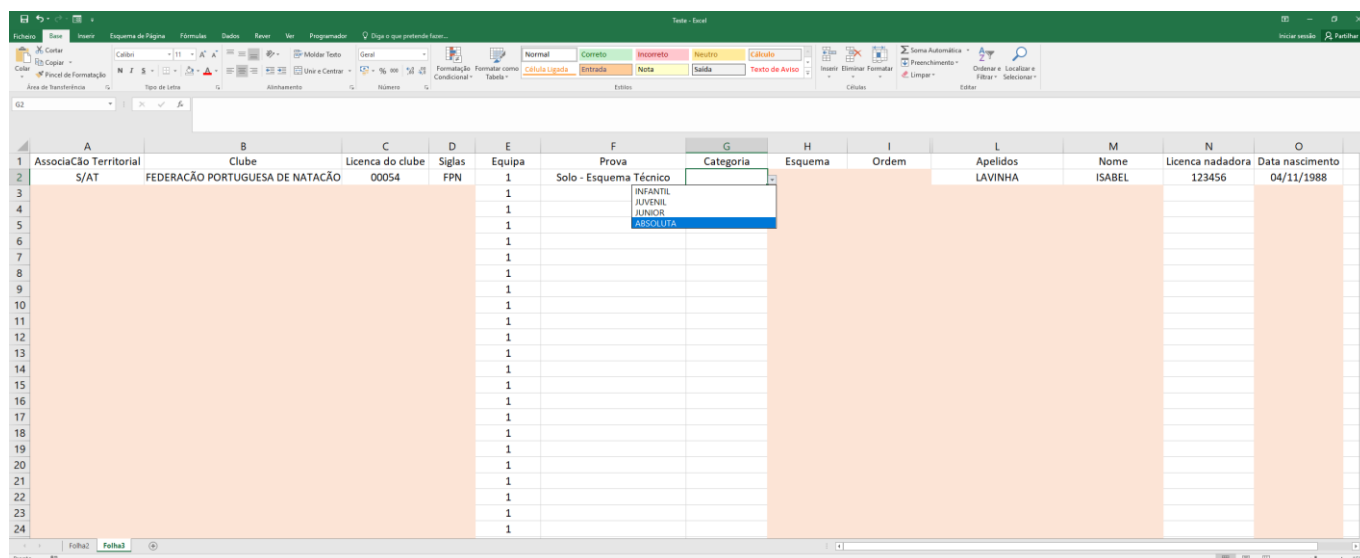 Teste - Excel
Ficheiro Base Inserir Esquema de Página Fórmulas Dados Rever Ver Programador Diga o que pretende fazer... Iniciar sessão Partilhar
Colar Cortar Copiar Pincel de Formatação
Calibri 11 N I S
Moldar Texto Unir e Centrar
Geral % 000
Formatação Condicional Formatar como Tabela
Normal Correto Incorreto Neutro Cálculo
Célula Ligada Entrada Nota Saída Texto de Aviso
Inserir Eliminar Formatar
Soma Automática Preenchimento Limpar
Ordenar e Filtrar Localizar e Selecionar
Área de Transferência Tipo de Letra Alinhamento Número Estilos Células Editar
G2 fx
A B C D E F G H I L M N O
1 AssociaCão Territorial Clube Licenca do clube Siglas Equipa Prova Categoria Esquema Ordem Apelidos Nome Licenca nadadora Data nascimento
2 S/AT FEDERACÃO PORTUGUESA DE NATACÃO 00054 FPN 1 Solo - Esquema Técnico LAVINHA ISABEL 123456 04/11/1988
3 1 INFANTIL
JUVENIL
4 1 JUNIOR
5 1 ABSOLUTA
6 1
7 1
8 1
9 1
10 1
11 1
12 1
13 1
14 1
15 1
16 1
17 1
18 1
19 1
20 1
21 1
22 1
23 1
24 1
Folha2 Folha3